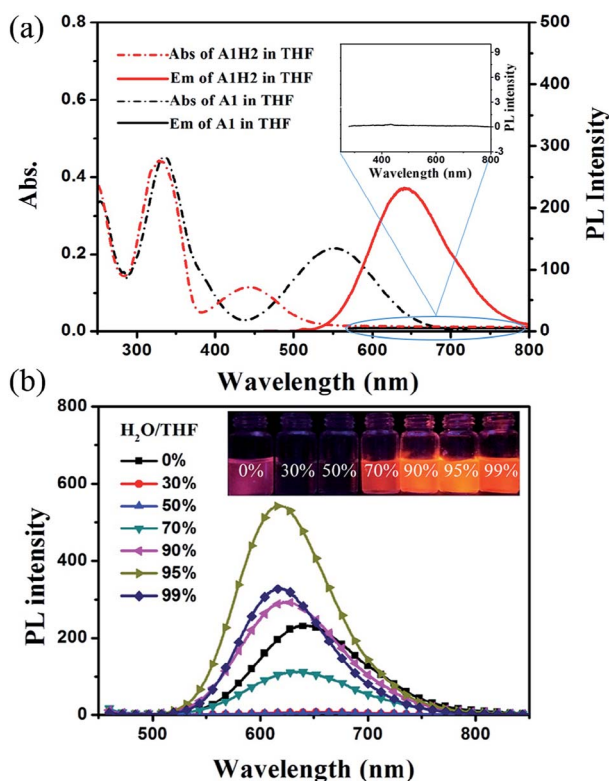 (a)
0.8
0.6
0.4
0.2
0.0
Abs.
Abs of A1H2 in THF
Em of A1H2 in THF
Abs of A1 in THF
Em of A1 in THF
9
6
3
0
-3
PL intensity
300 400 500 600 700 800
Wavelength (nm)
500
400
300
200
100
0
PL Intensity
300 400 500 600 700 800
Wavelength (nm)
(b)
800
600
400
200
0
PL intensity
H₂O/THF
0%
30%
50%
70%
90%
95%
99%
0% 30% 50% 70% 90% 95% 99%
500 600 700 800
Wavelength (nm)